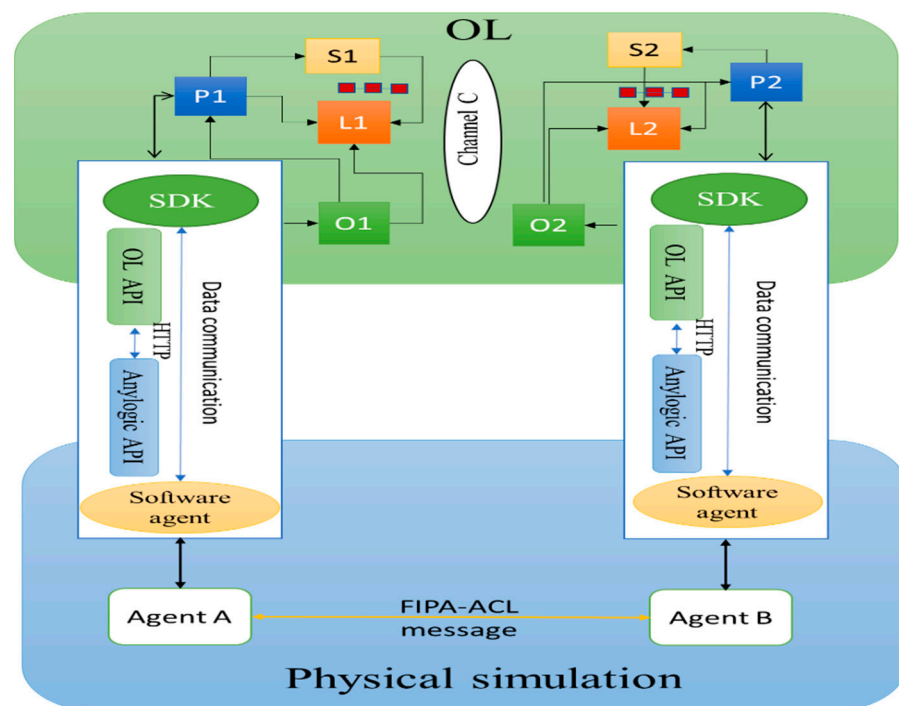 OL
S1
S2
P1
P2
L1
L2
Channel C
O1
O2
SDK
OL API
HTTP
Anylogic API
Data communication
Software
agent
SDK
OL API
HTTP
Anylogic API
Data communication
Software
agent
Agent A
FIPA-ACL
message
Agent B
Physical simulation